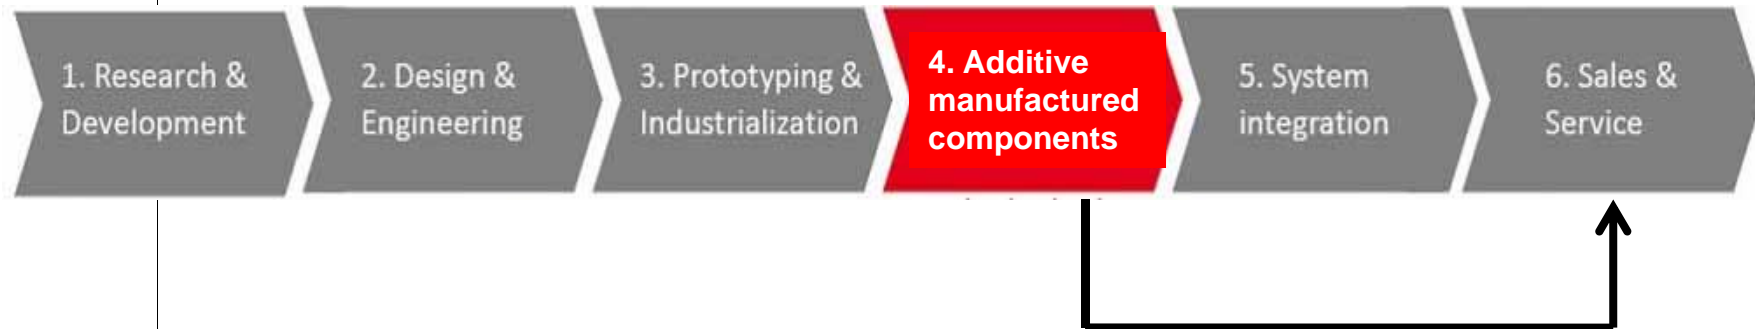 1. Research &
Development
2. Design &
Engineering
3. Prototyping &
Industrialization
4. Additive
manufactured
components
5. System
integration
6. Sales &
Service